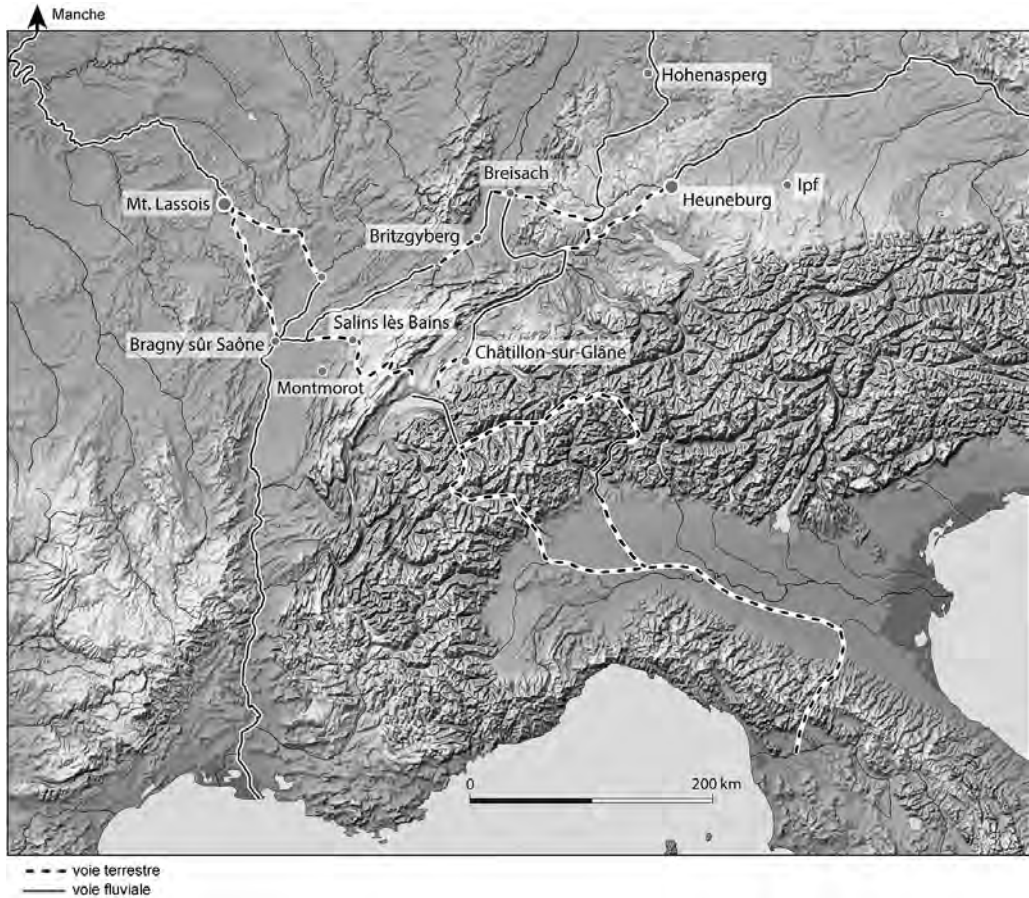 Manche
Hohenasperg
Breisach
Ipf
Mt. Lassois
Heuneburg
Britzgyberg
Salins lès Bains
Bragny sûr Saône
Châtillon-sur-Glâne
Montmorot
0 200 km
voie terrestre
voie fluviale